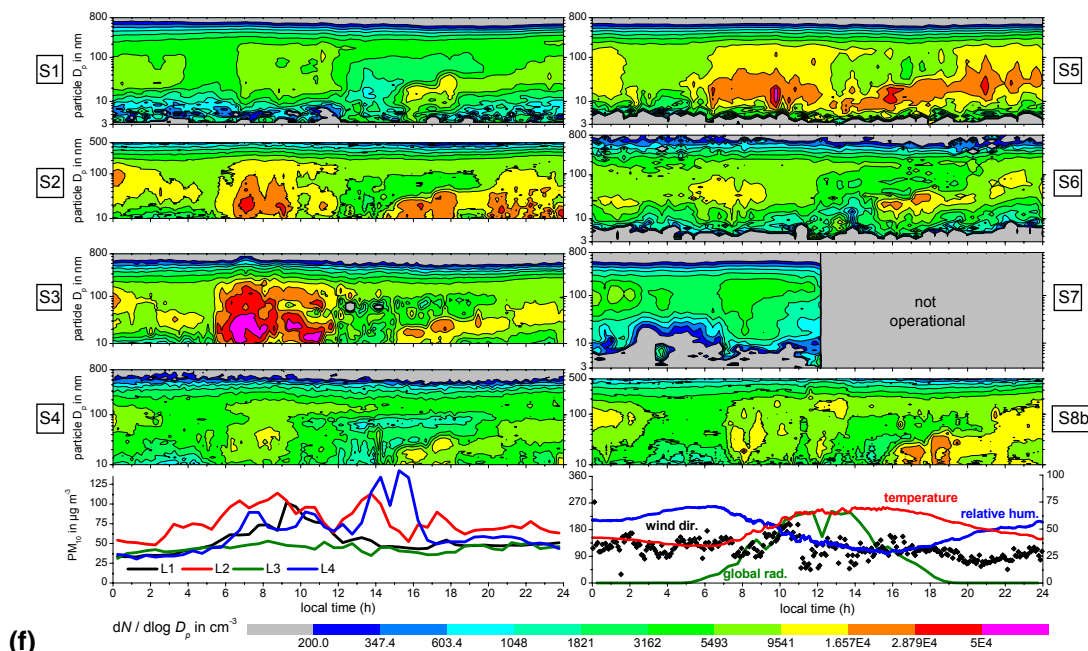 S1
particle Dp in nm
800
100
10
3
800
100
10
3
S5
S2
particle Dp in nm
500
100
10
800
100
10
3
S6
S3
particle Dp in nm
800
100
10
800
100
10
3
not
operational
S7
S4
particle Dp in nm
800
100
10
500
100
10
S8b
PM10 in µg m-3
125
100
75
50
25
0
L1 L2 L3 L4
0 2 4 6 8 10 12 14 16 18 20 22 24
local time (h)
360
270
180
90
0
temperature
wind dir.
relative hum.
global rad.
100
75
50
25
0
0 2 4 6 8 10 12 14 16 18 20 22 24
local time (h)
(f)
dN / dlog Dp in cm-3
200.0 347.4 603.4 1048 1821 3162 5493 9541 1.657E4 2.879E4 5E4